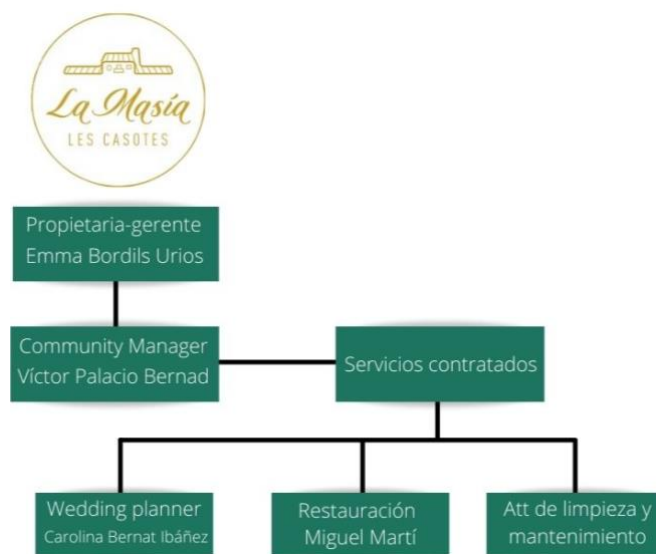 La Masía
LES CASOTES
Propietaria-gerente
Emma Bordils Urios
Community Manager
Víctor Palacio Bernad
Servicios contratados
Wedding planner
Carolina Bernat Ibáñez
Restauración
Miguel Martí
Att de limpieza y
mantenimiento